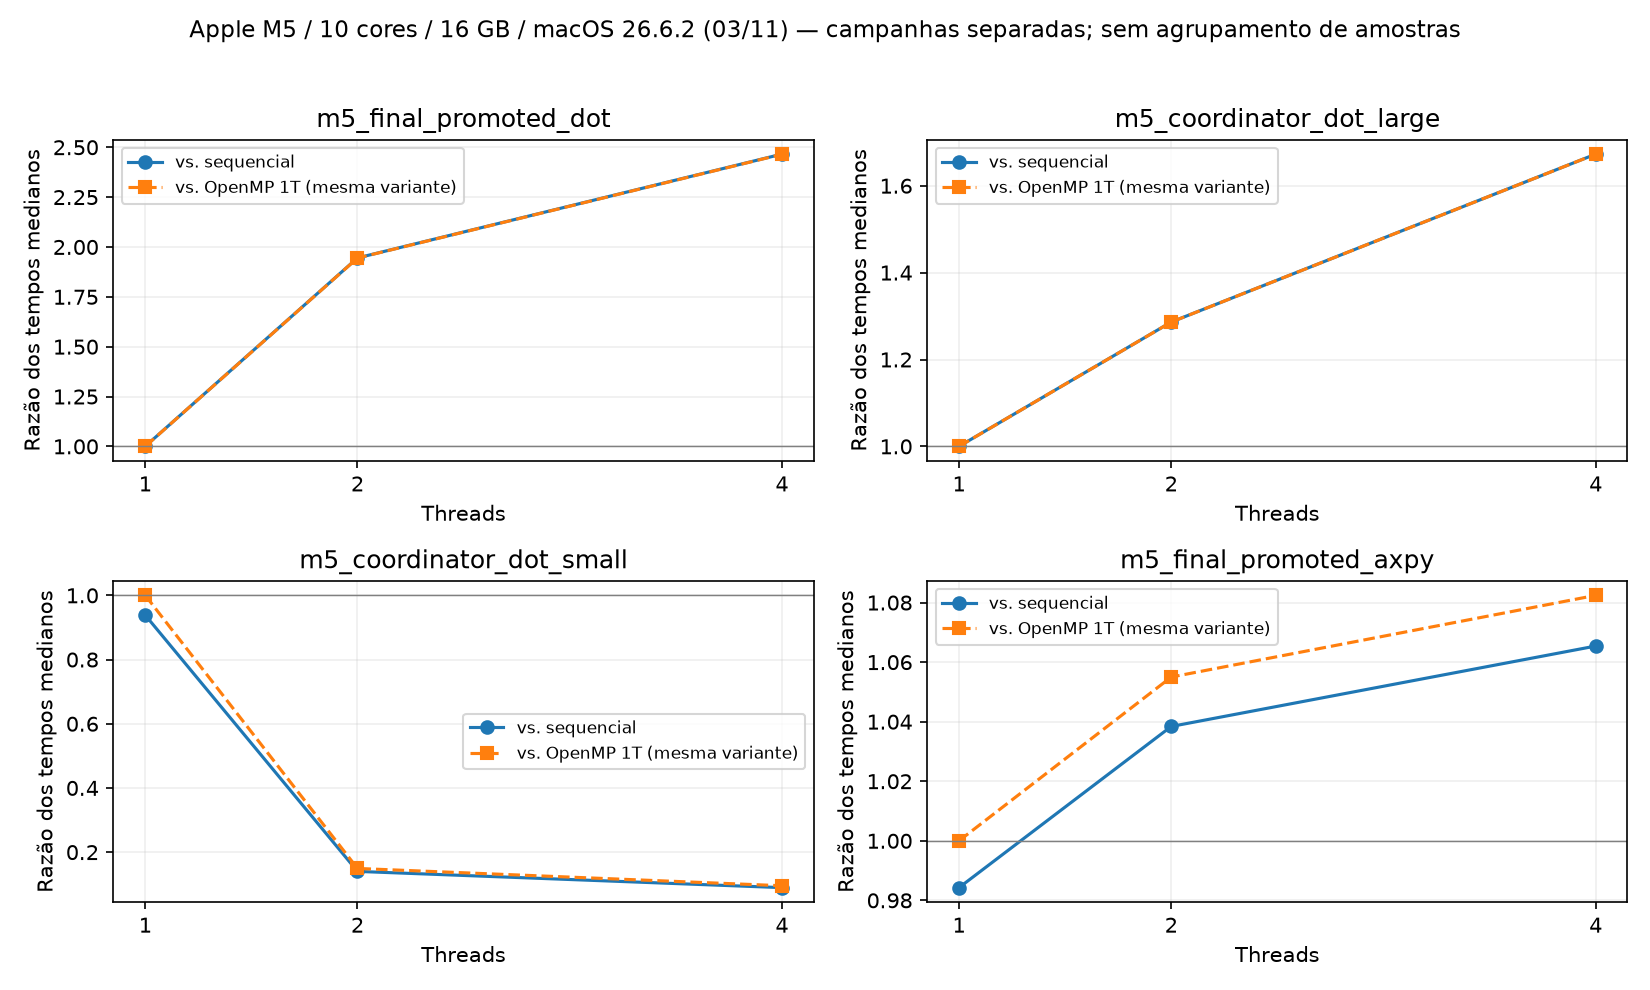 Apple M5 / 10 cores / 16 GB / macOS 26.6.2 (03/11) — campanhas separadas; sem agrupamento de amostras
m5_final_promoted_dot
Razão dos tempos medianos
2.50
2.25
2.00
1.75
1.50
1.25
1.00
vs. sequencial
vs. OpenMP 1T (mesma variante)
1 2 4
Threads
m5_coordinator_dot_large
Razão dos tempos medianos
1.6
1.4
1.2
1.0
vs. sequencial
vs. OpenMP 1T (mesma variante)
1 2 4
Threads
m5_coordinator_dot_small
Razão dos tempos medianos
1.0
0.8
0.6
0.4
0.2
vs. sequencial
vs. OpenMP 1T (mesma variante)
1 2 4
Threads
m5_final_promoted_axpy
Razão dos tempos medianos
1.08
1.06
1.04
1.02
1.00
0.98
vs. sequencial
vs. OpenMP 1T (mesma variante)
1 2 4
Threads